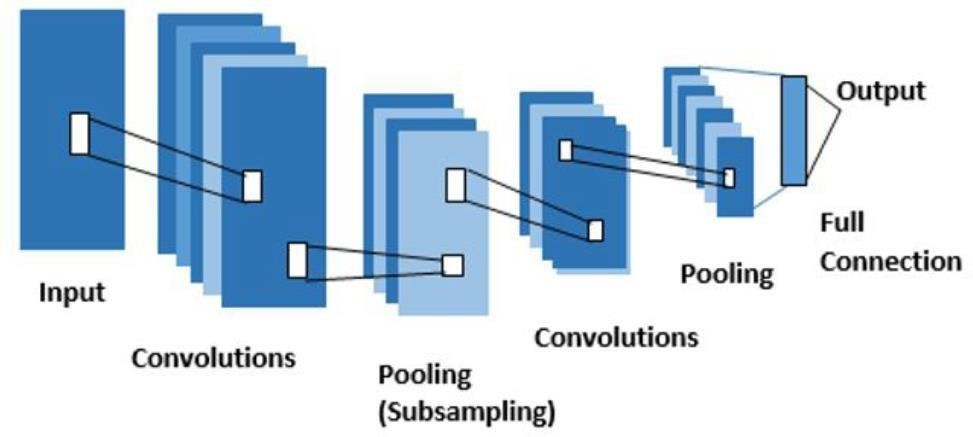 Input
Convolutions
Pooling
(Subsampling)
Convolutions
Pooling
Output
Full
Connection